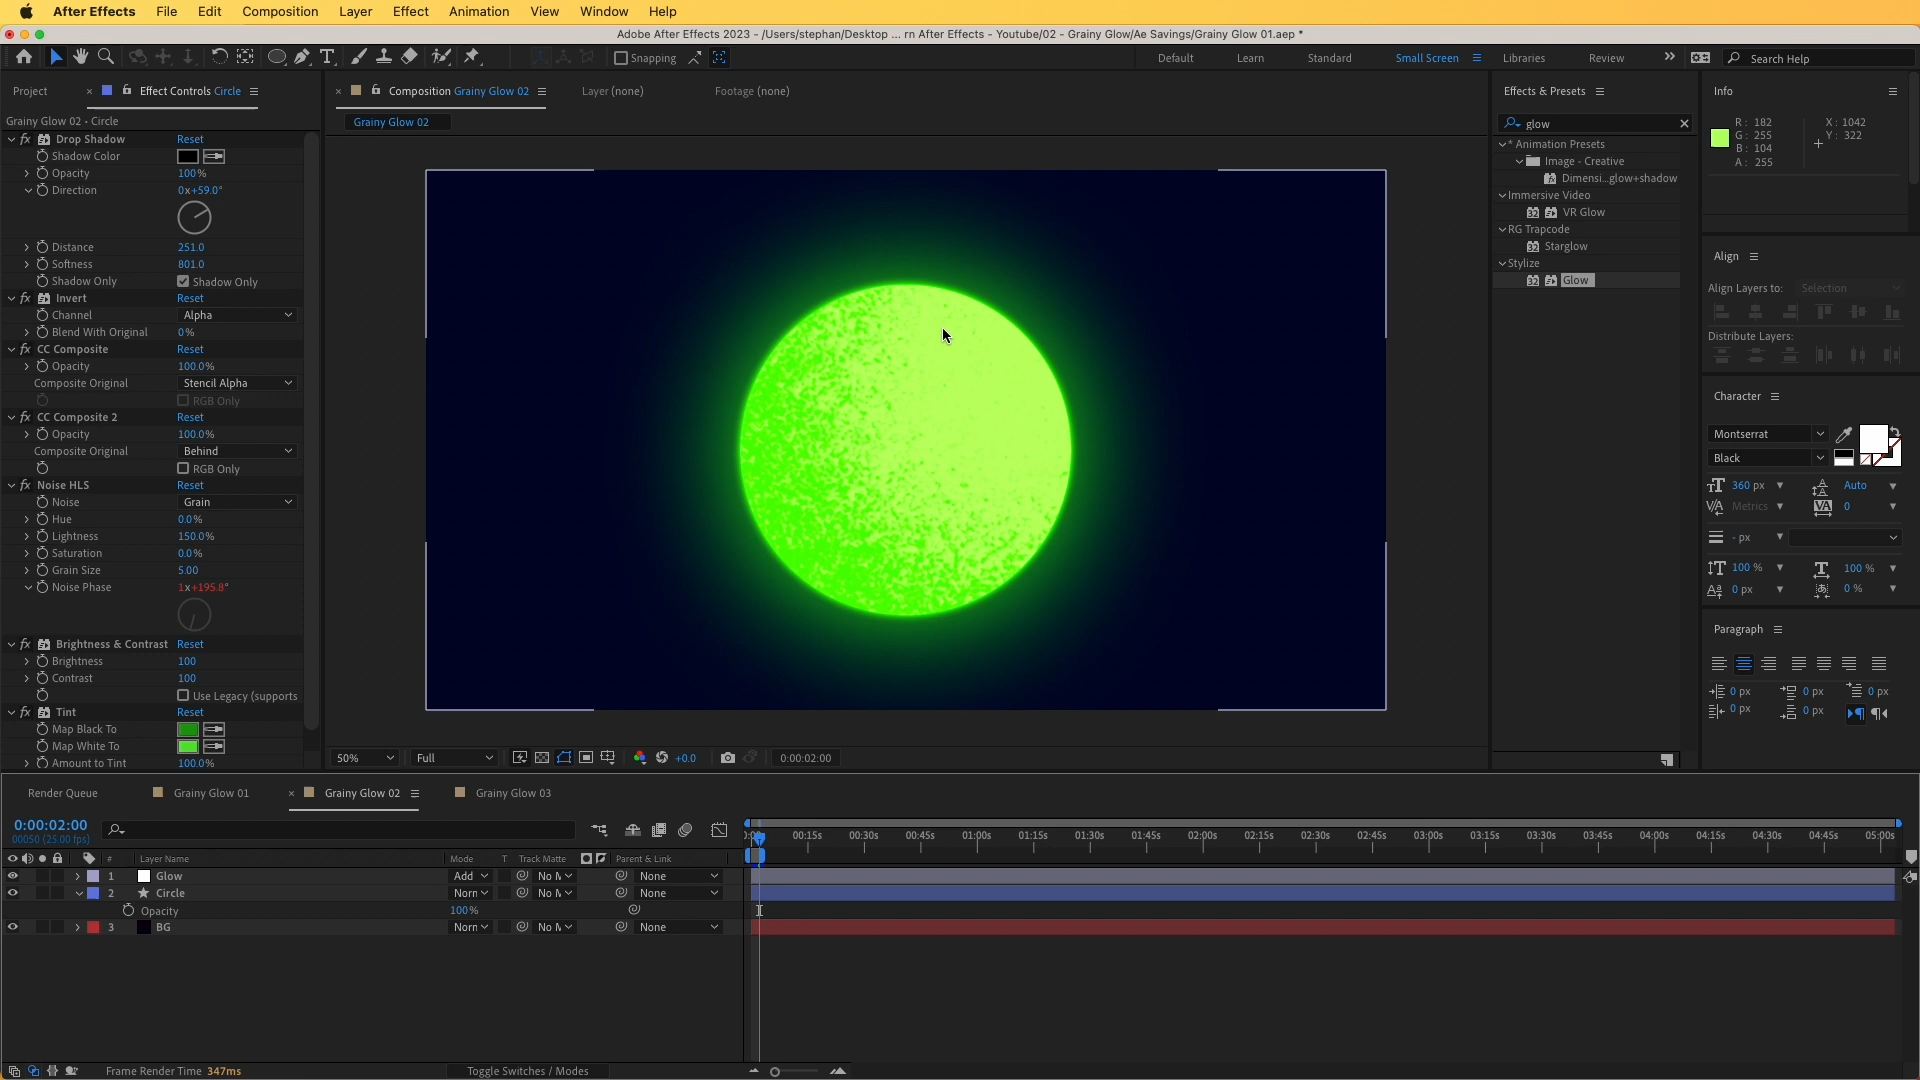 After Effects File Edit Composition Layer Effect Animation View Window Help
Adobe After Effects 2023 - /Users/stephan/Desktop ... rn After Effects - Youtube/02 - Grainy Glow/Ae Savings/Grainy Glow 01.aep *
Snapping Default Learn Standard Small Screen Libraries Review Search Help
Project Effect Controls Circle
Grainy Glow 02 • Circle
Drop Shadow Reset
Shadow Color
Opacity 100%
Direction 0x+59.0°
Distance 251.0
Softness 801.0
Shadow Only Shadow Only
Invert Reset
Channel Alpha
Blend With Original 0%
CC Composite Reset
Opacity 100.0%
Composite Original Stencil Alpha
RGB Only
CC Composite 2 Reset
Opacity 100.0%
Composite Original Behind
RGB Only
Noise HLS Reset
Noise Grain
Hue 0.0%
Lightness 150.0%
Saturation 0.0%
Grain Size 5.00
Noise Phase 1x+195.8°
Brightness & Contrast Reset
Brightness 100
Contrast 100
Use Legacy (supports
Tint Reset
Map Black To
Map White To
Amount to Tint 100.0%
Composition Grainy Glow 02 Layer (none) Footage (none)
Grainy Glow 02
50% Full +0.0 0:00:02:00
Effects & Presets
glow
* Animation Presets
Image - Creative
Dimensi...glow+shadow
Immersive Video
VR Glow
RG Trapcode
Starglow
Stylize
Glow
Info
R : 182 X : 1042
G : 255 Y : 322
B : 104
A : 255
Align
Align Layers to: Selection
Distribute Layers:
Character
Montserrat
Black
360 px Auto
Metrics 0
- px
100 % 100 %
0 px 0 %
Paragraph
0 px 0 px 0 px
0 px 0 px
Render Queue Grainy Glow 01 Grainy Glow 02 Grainy Glow 03
0:00:02:00
00050 (25.00 fps)
00:15s 00:30s 00:45s 01:00s 01:15s 01:30s 01:45s 02:00s 02:15s 02:30s 02:45s 03:00s 03:15s 03:30s 03:45s 04:00s 04:15s 04:30s 04:45s 05:00s
# Layer Name Mode T Track Matte Parent & Link
1 Glow Add No M None
2 Circle Norn No M None
Opacity 100%
3 BG Norn No M None
Frame Render Time 347ms Toggle Switches / Modes